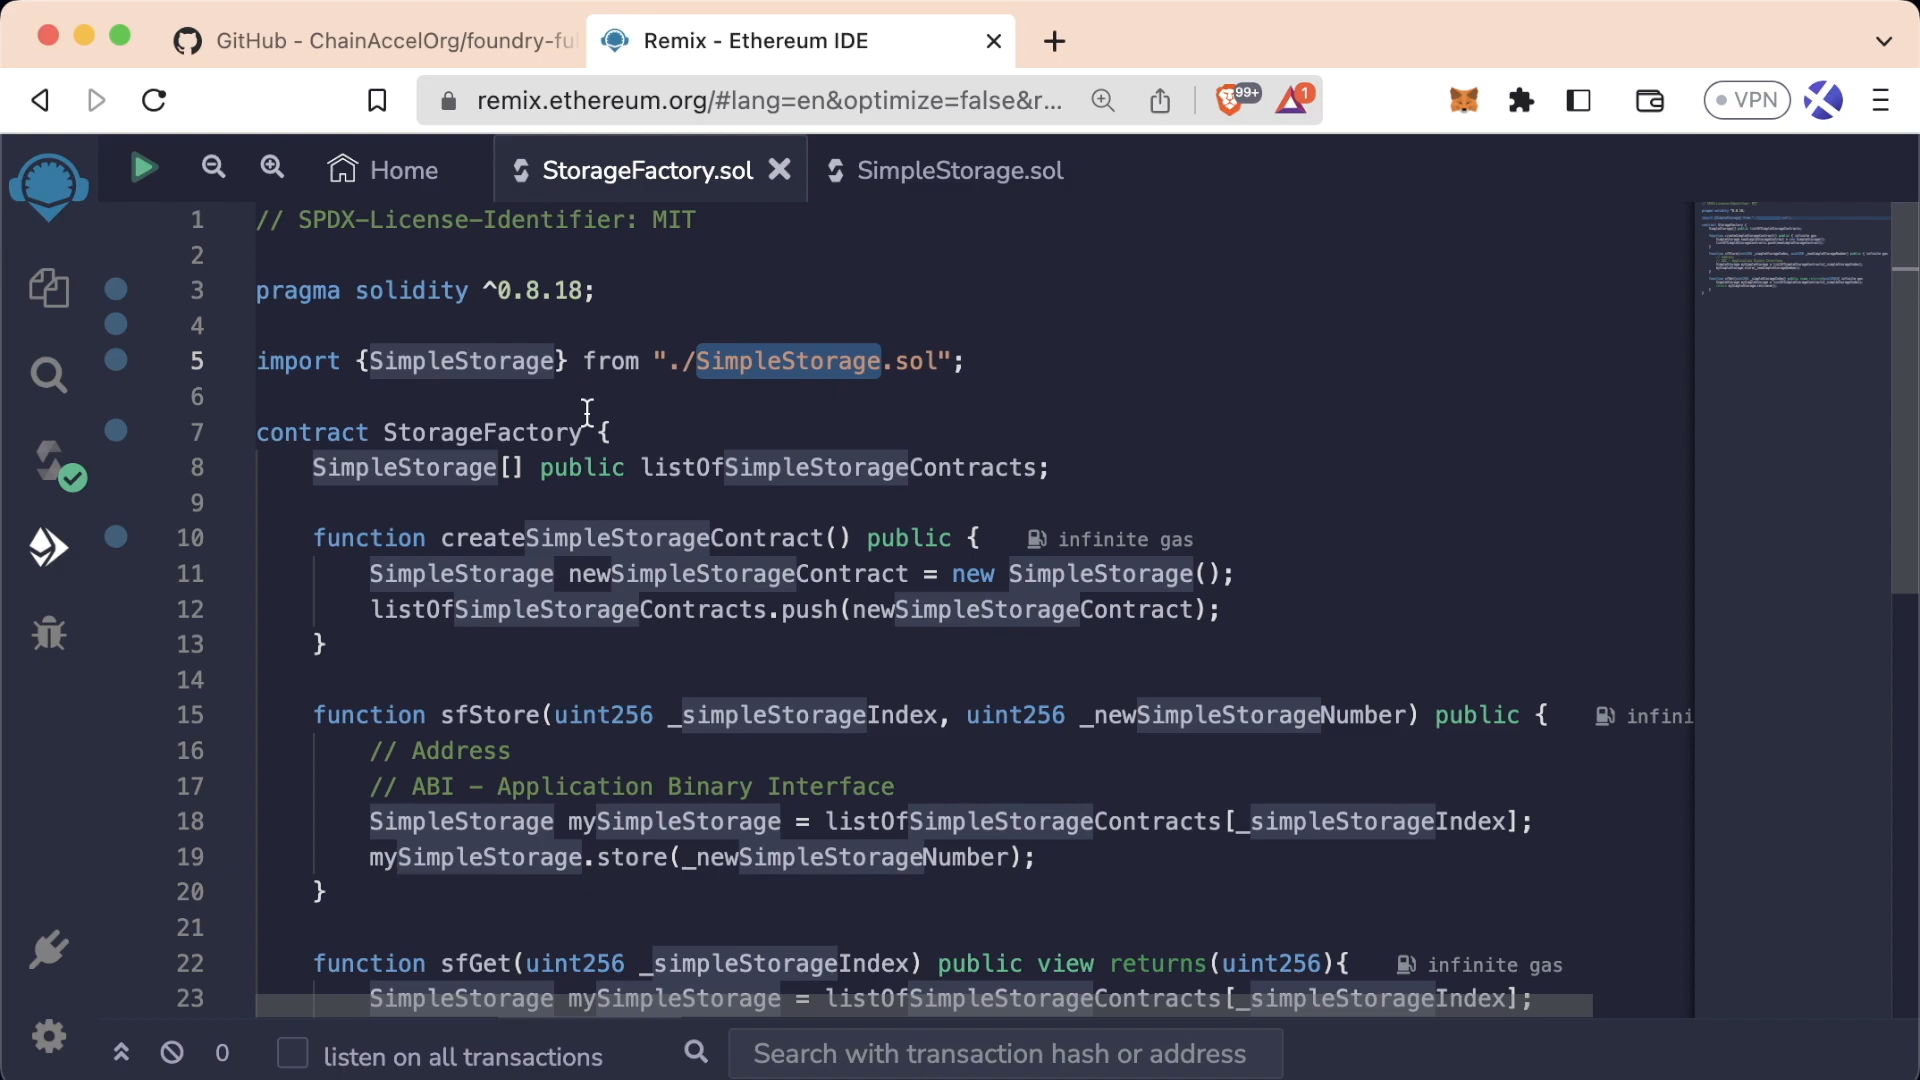 GitHub - ChainAccelOrg/foundry-ful
Remix - Ethereum IDE
remix.ethereum.org/#lang=en&optimize=false&r...
99+
1
VPN
Home
StorageFactory.sol
SimpleStorage.sol
1 // SPDX-License-Identifier: MIT
2
3 pragma solidity ^0.8.18;
4
5 import {SimpleStorage} from "./SimpleStorage.sol";
6
7 contract StorageFactory {
8 SimpleStorage[] public listOfSimpleStorageContracts;
9
10 function createSimpleStorageContract() public { infinite gas
11 SimpleStorage newSimpleStorageContract = new SimpleStorage();
12 listOfSimpleStorageContracts.push(newSimpleStorageContract);
13 }
14
15 function sfStore(uint256 _simpleStorageIndex, uint256 _newSimpleStorageNumber) public { infini
16 // Address
17 // ABI - Application Binary Interface
18 SimpleStorage mySimpleStorage = listOfSimpleStorageContracts[_simpleStorageIndex];
19 mySimpleStorage.store(_newSimpleStorageNumber);
20 }
21
22 function sfGet(uint256 _simpleStorageIndex) public view returns(uint256){ infinite gas
23 SimpleStorage mySimpleStorage = listOfSimpleStorageContracts[_simpleStorageIndex];
0
listen on all transactions
Search with transaction hash or address